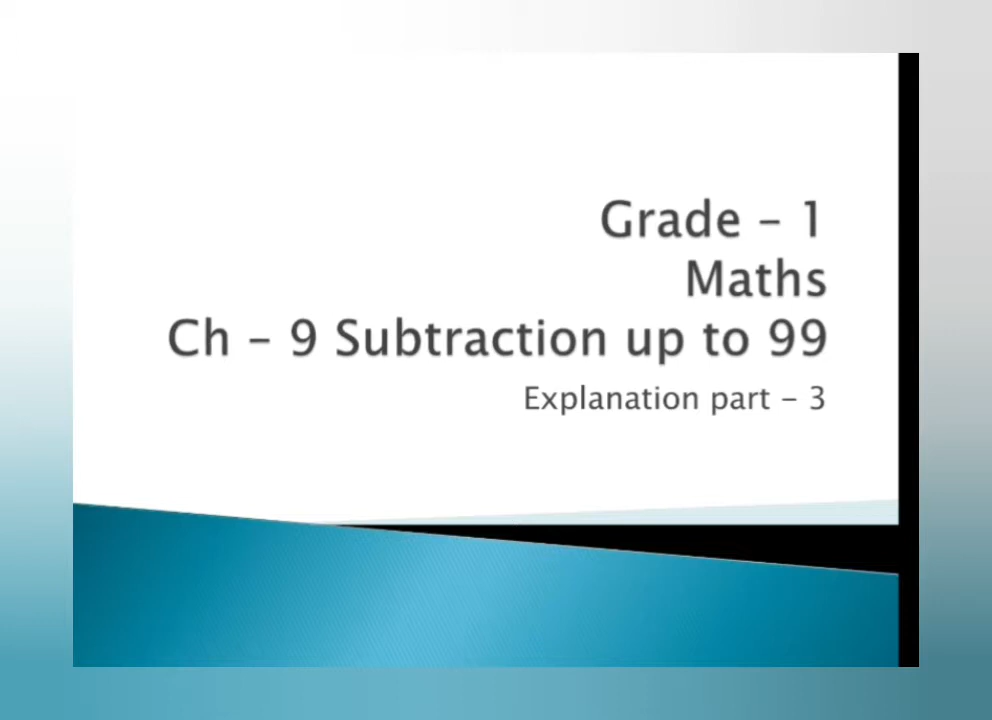 Grade – 1
Maths
Ch – 9 Subtraction up to 99
Explanation part – 3